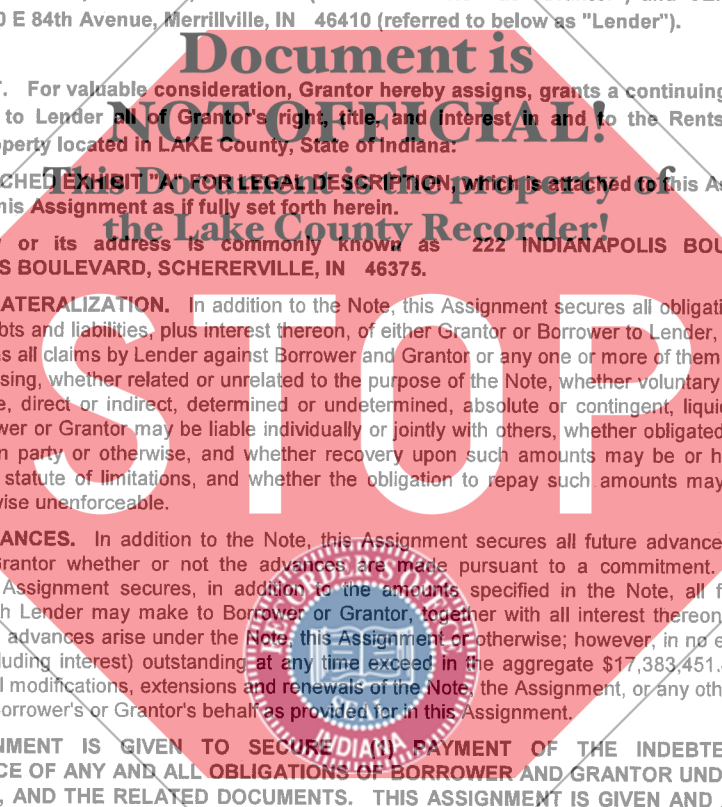 0 E 84th Avenue, Merrillville, IN 46410 (referred to below as "Lender").
Document is
. For valuable consideration, Grantor hereby assigns, grants a continuing
NOT OFFICIAL!
to Lender all of Grantor's right, title, and interest in and to the Rents
perty located in LAKE County, State of Indiana:
This Document is the property of
CHED EXHIBIT "A" FOR LEGAL DESCRIPTION, which is attached to this As
his Assignment as if fully set forth herein.
the Lake County Recorder!
or its address is commonly known as 222 INDIANAPOLIS BOU
S BOULEVARD, SCHERERVILLE, IN 46375.
STOP
ATERALIZATION. In addition to the Note, this Assignment secures all obligati
bts and liabilities, plus interest thereon, of either Grantor or Borrower to Lender,
s all claims by Lender against Borrower and Grantor or any one or more of them
sing, whether related or unrelated to the purpose of the Note, whether voluntary
e, direct or indirect, determined or undetermined, absolute or contingent, liqui
wer or Grantor may be liable individually or jointly with others, whether obligated
n party or otherwise, and whether recovery upon such amounts may be or h
statute of limitations, and whether the obligation to repay such amounts may
vise unenforceable.
ANCES. In addition to the Note, this Assignment secures all future advance
Grantor whether or not the advances are made pursuant to a commitment.
Assignment secures, in addition to the amounts specified in the Note, all f
h Lender may make to Borrower or Grantor, together with all interest thereon
advances arise under the Note, this Assignment or otherwise; however, in no e
luding interest) outstanding at any time exceed in the aggregate $17,383,451.
l modifications, extensions and renewals of the Note, the Assignment, or any oth
orrower's or Grantor's behalf as provided for in this Assignment.
INDIANA
NMENT IS GIVEN TO SECURE (1) PAYMENT OF THE INDEBTE
CE OF ANY AND ALL OBLIGATIONS OF BORROWER AND GRANTOR UND
, AND THE RELATED DOCUMENTS. THIS ASSIGNMENT IS GIVEN AND